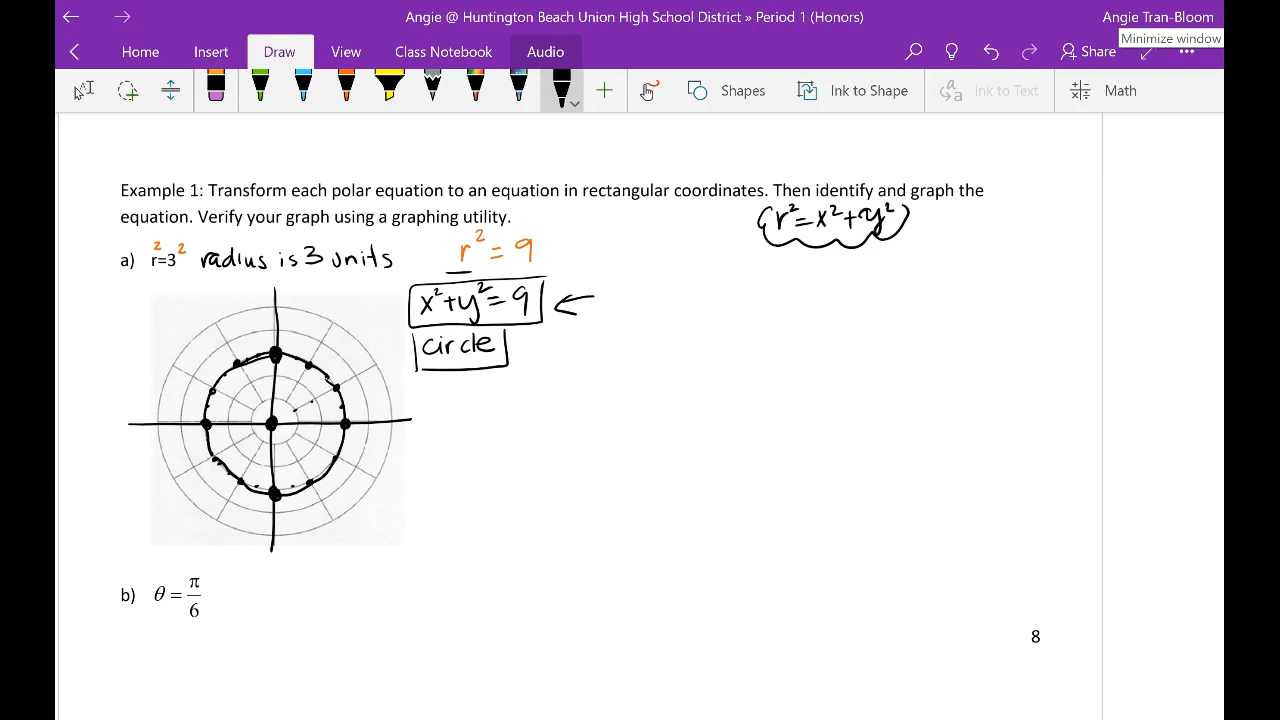 Angie @ Huntington Beach Union High School District » Period 1 (Honors)
Angie Tran-Bloom
Minimize window
Home Insert Draw View Class Notebook Audio Share
Shapes Ink to Shape Ink to Text Math
Example 1: Transform each polar equation to an equation in rectangular coordinates. Then identify and graph the
equation. Verify your graph using a graphing utility.
(r²=x²+y²)
a) r²=3² radius is 3 units r² = 9
x²+y²=9
circle
b) θ = π/6
8